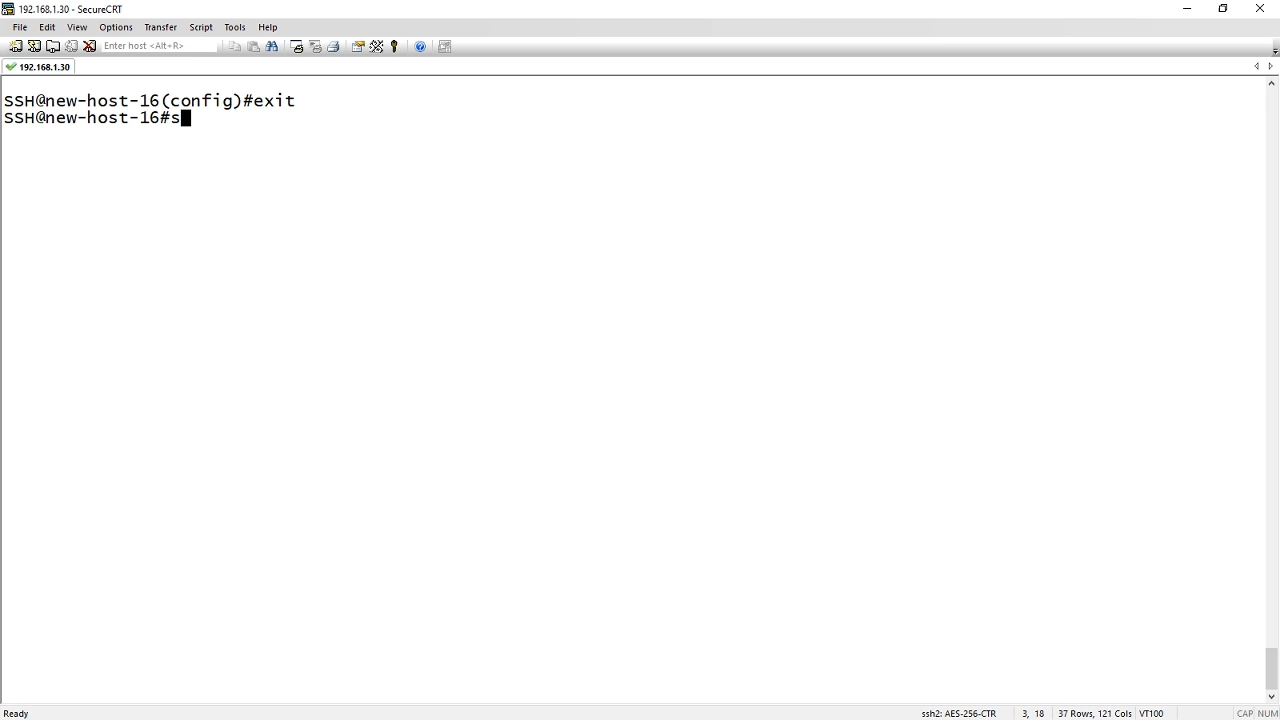 192.168.1.30 - SecureCRT
File Edit View Options Transfer Script Tools Help
Enter host <Alt+R>
192.168.1.30
SSH@new-host-16(config)#exit
SSH@new-host-16#s
Ready ssh2: AES-256-CTR 3, 18 37 Rows, 121 Cols VT100 CAP NUM